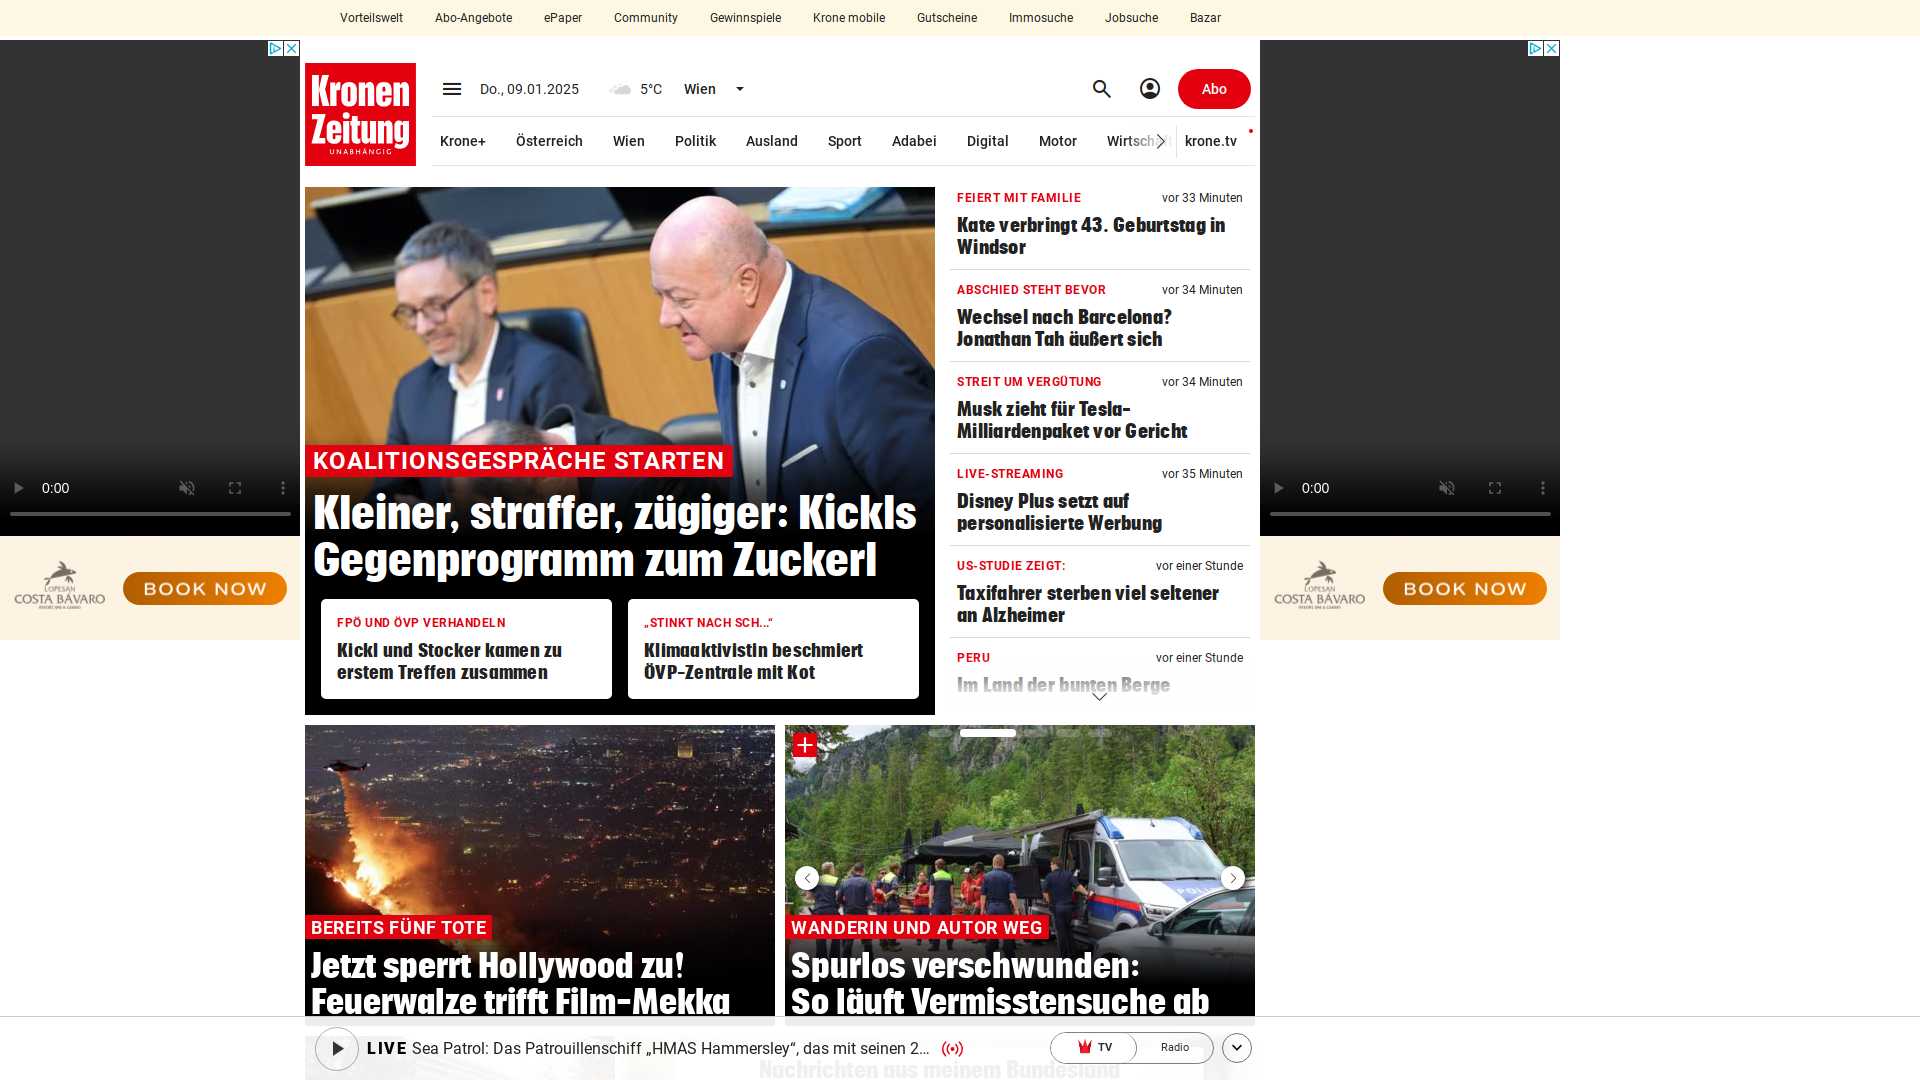 Vorteilswelt
Abo-Angebote
ePaper
Community
Gewinnspiele
Krone mobile
Gutscheine
Immosuche
Jobsuche
Bazar
Kronen
Zeitung
UNABHÄNGIG
Do., 09.01.2025
5°C
Wien
Abo
Krone+
Österreich
Wien
Politik
Ausland
Sport
Adabei
Digital
Motor
Wirtschaft
krone.tv
KOALITIONSGESPRÄCHE STARTEN
Kleiner, straffer, zügiger: Kickls
Gegenprogramm zum Zuckerl
FPÖ UND ÖVP VERHANDELN
Kickl und Stocker kamen zu
erstem Treffen zusammen
„STINKT NACH SCH...“
Klimaaktivistin beschmiert
ÖVP-Zentrale mit Kot
FEIERT MIT FAMILIE
vor 33 Minuten
Kate verbringt 43. Geburtstag in
Windsor
ABSCHIED STEHT BEVOR
vor 34 Minuten
Wechsel nach Barcelona?
Jonathan Tah äußert sich
STREIT UM VERGÜTUNG
vor 34 Minuten
Musk zieht für Tesla-
Milliardenpaket vor Gericht
LIVE-STREAMING
vor 35 Minuten
Disney Plus setzt auf
personalisierte Werbung
US-STUDIE ZEIGT:
vor einer Stunde
Taxifahrer sterben viel seltener
an Alzheimer
PERU
vor einer Stunde
Im Land der bunten Berge
0:00
LOPESAN
COSTA BÁVARO
BOOK NOW
0:00
LOPESAN
COSTA BÁVARO
BOOK NOW
BEREITS FÜNF TOTE
Jetzt sperrt Hollywood zu!
Feuerwalze trifft Film-Mekka
POLIZEI
WANDERIN UND AUTOR WEG
Spurlos verschwunden:
So läuft Vermisstensuche ab
LIVE Sea Patrol: Das Patrouillenschiff „HMAS Hammersley“, das mit seinen 2...
TV
Radio
Nachrichten aus meinem Bundesland